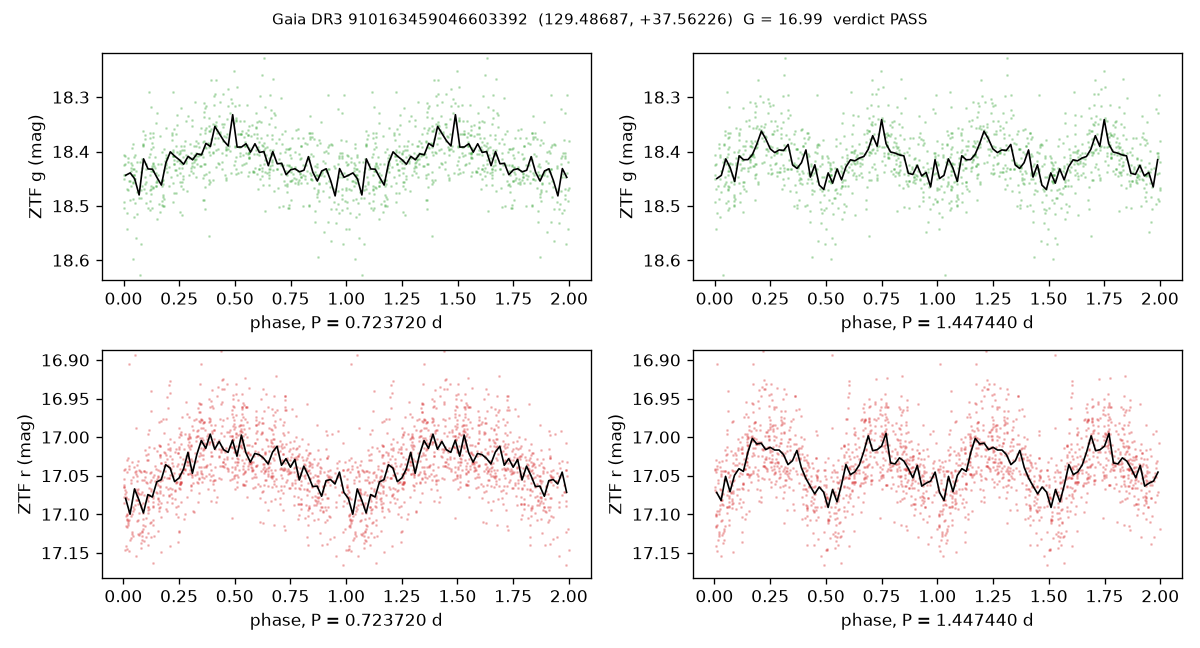 Gaia DR3 910163459046603392  (129.48687, +37.56226)  G = 16.99  verdict PASS
ZTF g (mag)
18.3
18.4
18.5
18.6
0.00 0.25 0.50 0.75 1.00 1.25 1.50 1.75 2.00
phase, P = 0.723720 d
ZTF g (mag)
18.3
18.4
18.5
18.6
0.00 0.25 0.50 0.75 1.00 1.25 1.50 1.75 2.00
phase, P = 1.447440 d
ZTF r (mag)
16.90
16.95
17.00
17.05
17.10
17.15
0.00 0.25 0.50 0.75 1.00 1.25 1.50 1.75 2.00
phase, P = 0.723720 d
ZTF r (mag)
16.90
16.95
17.00
17.05
17.10
17.15
0.00 0.25 0.50 0.75 1.00 1.25 1.50 1.75 2.00
phase, P = 1.447440 d